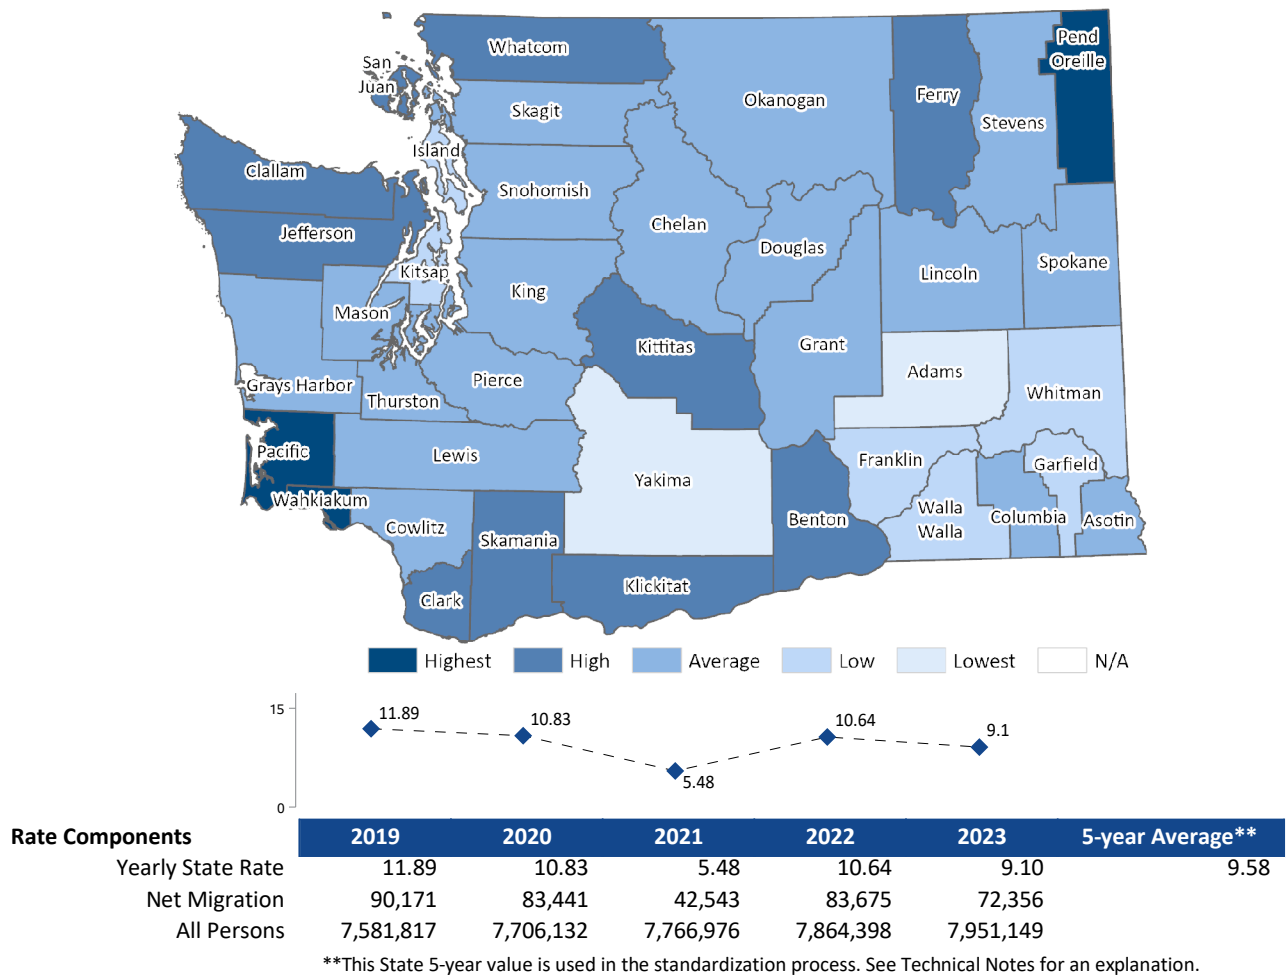 Whatcom
Pend
Oreille
San
Juan
Okanogan
Ferry
Skagit
Stevens
Island
Clallam
Snohomish
Chelan
Jefferson
Douglas
Kitsap
Lincoln
Spokane
King
Mason
Kittitas
Grant
Adams
Grays Harbor
Pierce
Whitman
Thurston
Pacific
Lewis
Franklin
Garfield
Yakima
Wahkiakum
Walla
Walla
Columbia
Asotin
Benton
Cowlitz
Skamania
Klickitat
Clark
Highest High Average Low Lowest N/A
15
11.89
10.83
10.64
9.1
5.48
0
Rate Components 2019 2020 2021 2022 2023 5-year Average**
Yearly State Rate 11.89 10.83 5.48 10.64 9.10 9.58
Net Migration 90,171 83,441 42,543 83,675 72,356
All Persons 7,581,817 7,706,132 7,766,976 7,864,398 7,951,149
**This State 5-year value is used in the standardization process. See Technical Notes for an explanation.